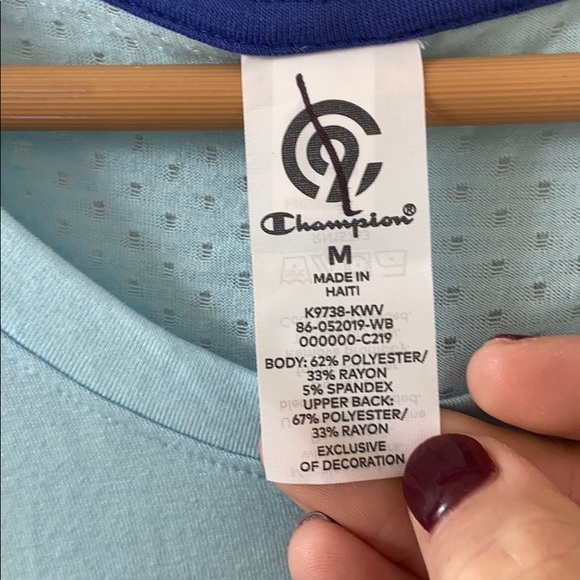 C9
Champion®
M
MADE IN
HAITI
K9738-KWV
86-052019-WB
000000-C219
BODY: 62% POLYESTER/
33% RAYON
5% SPANDEX
UPPER BACK:
67% POLYESTER/
33% RAYON
EXCLUSIVE
OF DECORATION